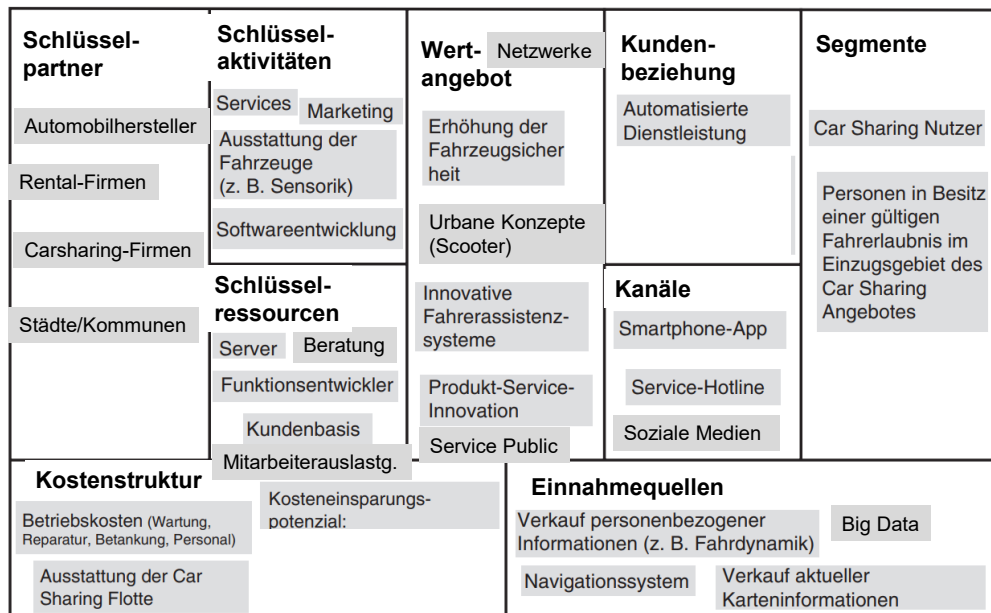 Schlüssel-
partner
Automobilhersteller
Rental-Firmen
Carsharing-Firmen
Städte/Kommunen
Schlüssel-
aktivitäten
Services
Marketing
Ausstattung der
Fahrzeuge
(z. B. Sensorik)
Softwareentwicklung
Schlüssel-
ressourcen
Server
Beratung
Funktionsentwickler
Kundenbasis
Mitarbeiterauslastg.
Wert-
angebot
Netzwerke
Erhöhung der
Fahrzeugsicher
heit
Urbane Konzepte
(Scooter)
Innovative
Fahrerassistenz-
systeme
Produkt-Service-
Innovation
Service Public
Kunden-
beziehung
Automatisierte
Dienstleistung
Kanäle
Smartphone-App
Service-Hotline
Soziale Medien
Segmente
Car Sharing Nutzer
Personen in Besitz
einer gültigen
Fahrerlaubnis im
Einzugsgebiet des
Car Sharing
Angebotes
Kostenstruktur
Betriebskosten (Wartung,
Reparatur, Betankung, Personal)
Ausstattung der Car
Sharing Flotte
Kosteneinsparungs-
potenzial:
Einnahmequellen
Verkauf personenbezogener
Informationen (z. B. Fahrdynamik)
Big Data
Navigationssystem
Verkauf aktueller
Karteninformationen